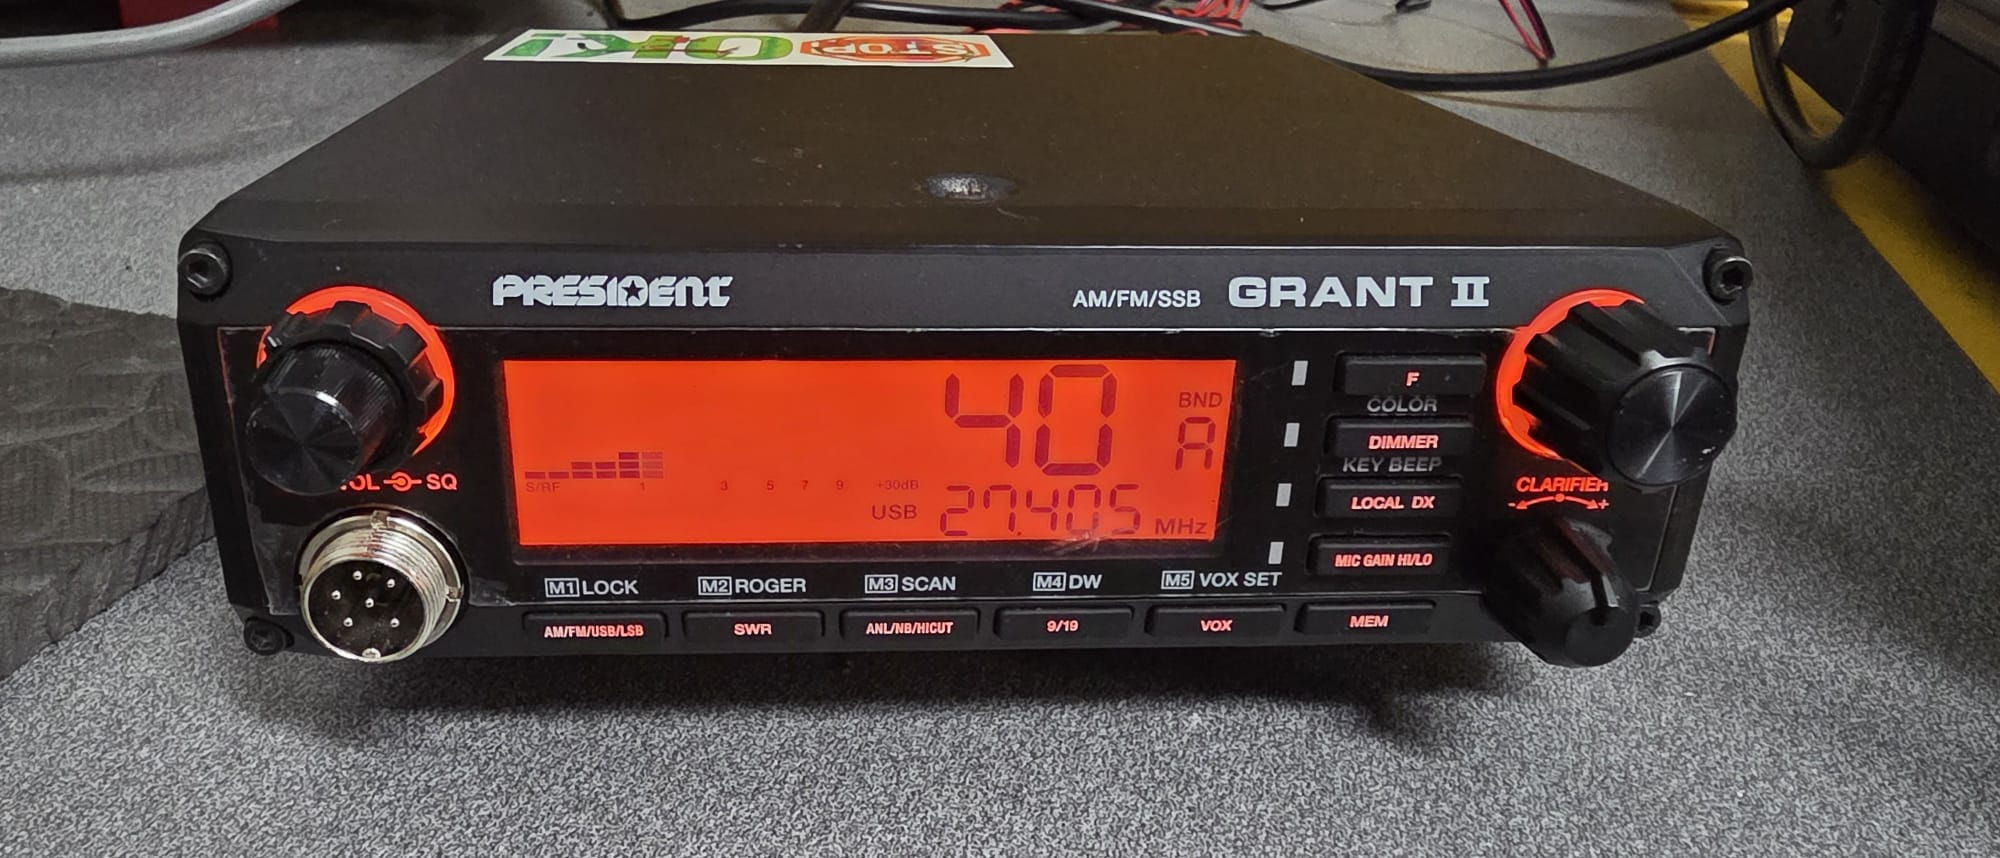 O.K! STOP
PRESIDENT AM/FM/SSB GRANT II
40 BND
A
S/RF 1 3 5 7 9 +30dB
USB 27.405 MHz
F
COLOR
DIMMER
KEY BEEP
LOCAL DX
MIC GAIN HI/LO
VOL SQ
CLARIFIER
- +
M1 LOCK M2 ROGER M3 SCAN M4 DW M5 VOX SET
AM/FM/USB/LSB SWR ANL/NB/HICUT 9/19 VOX MEM